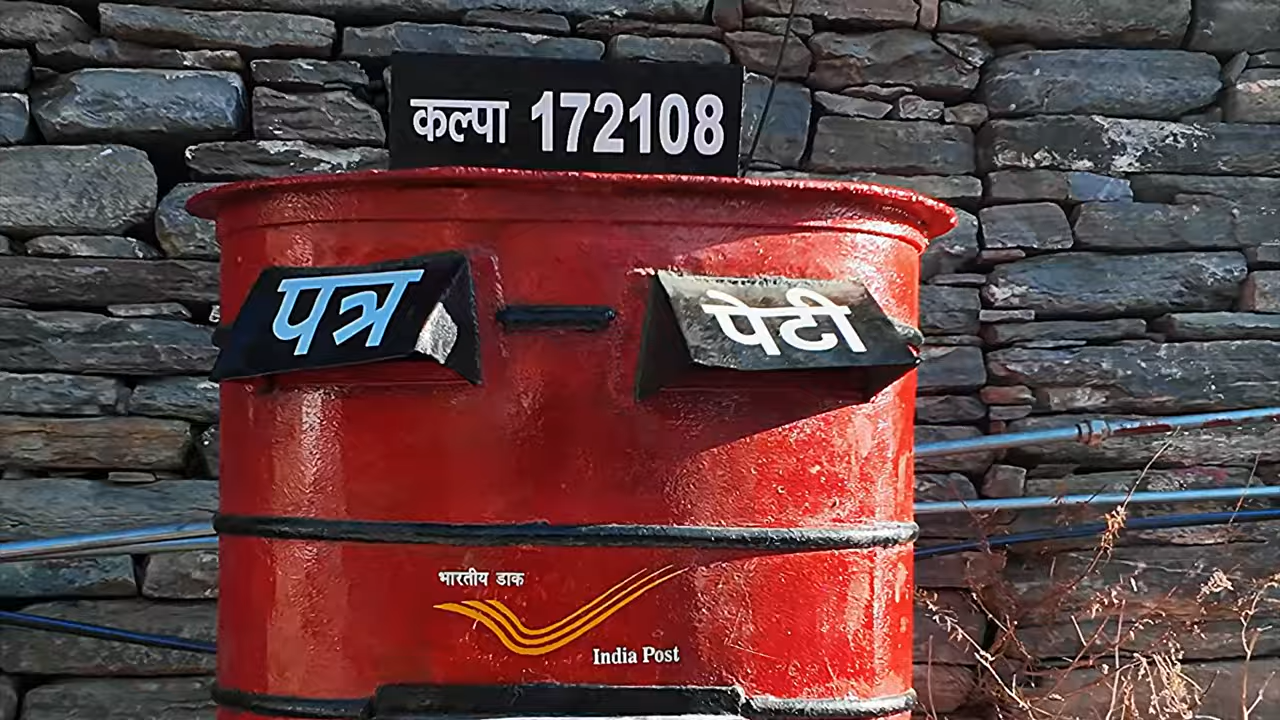 कल्पा 172108
पत्र पेटी
भारतीय डाक
India Post